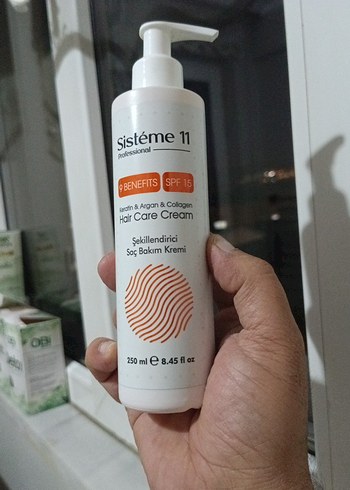 Sistéme 11
Professional
9 BENEFITS SPF 15
Keratin & Argan & Collagen
Hair Care Cream
Şekillendirici
Saç Bakım Kremi
250 ml e 8.45 fl oz
OBI